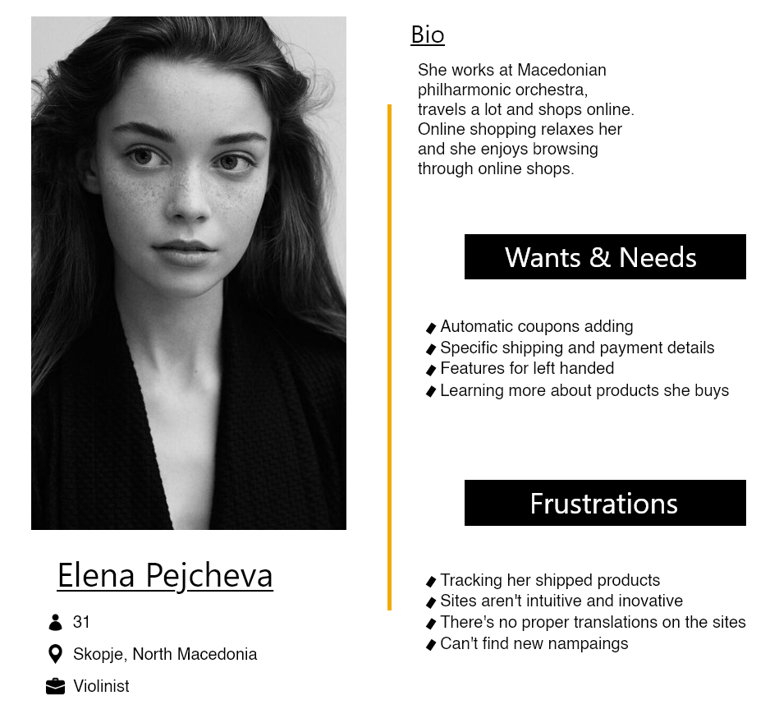 Bio
She works at Macedonian
philharmonic orchestra,
travels a lot and shops online.
Online shopping relaxes her
and she enjoys browsing
through online shops.
Wants & Needs
Automatic coupons adding
Specific shipping and payment details
Features for left handed
Learning more about products she buys
Frustrations
Tracking her shipped products
Sites aren't intuitive and inovative
There's no proper translations on the sites
Can't find new nampaings
Elena Pejcheva
31
Skopje, North Macedonia
Violinist